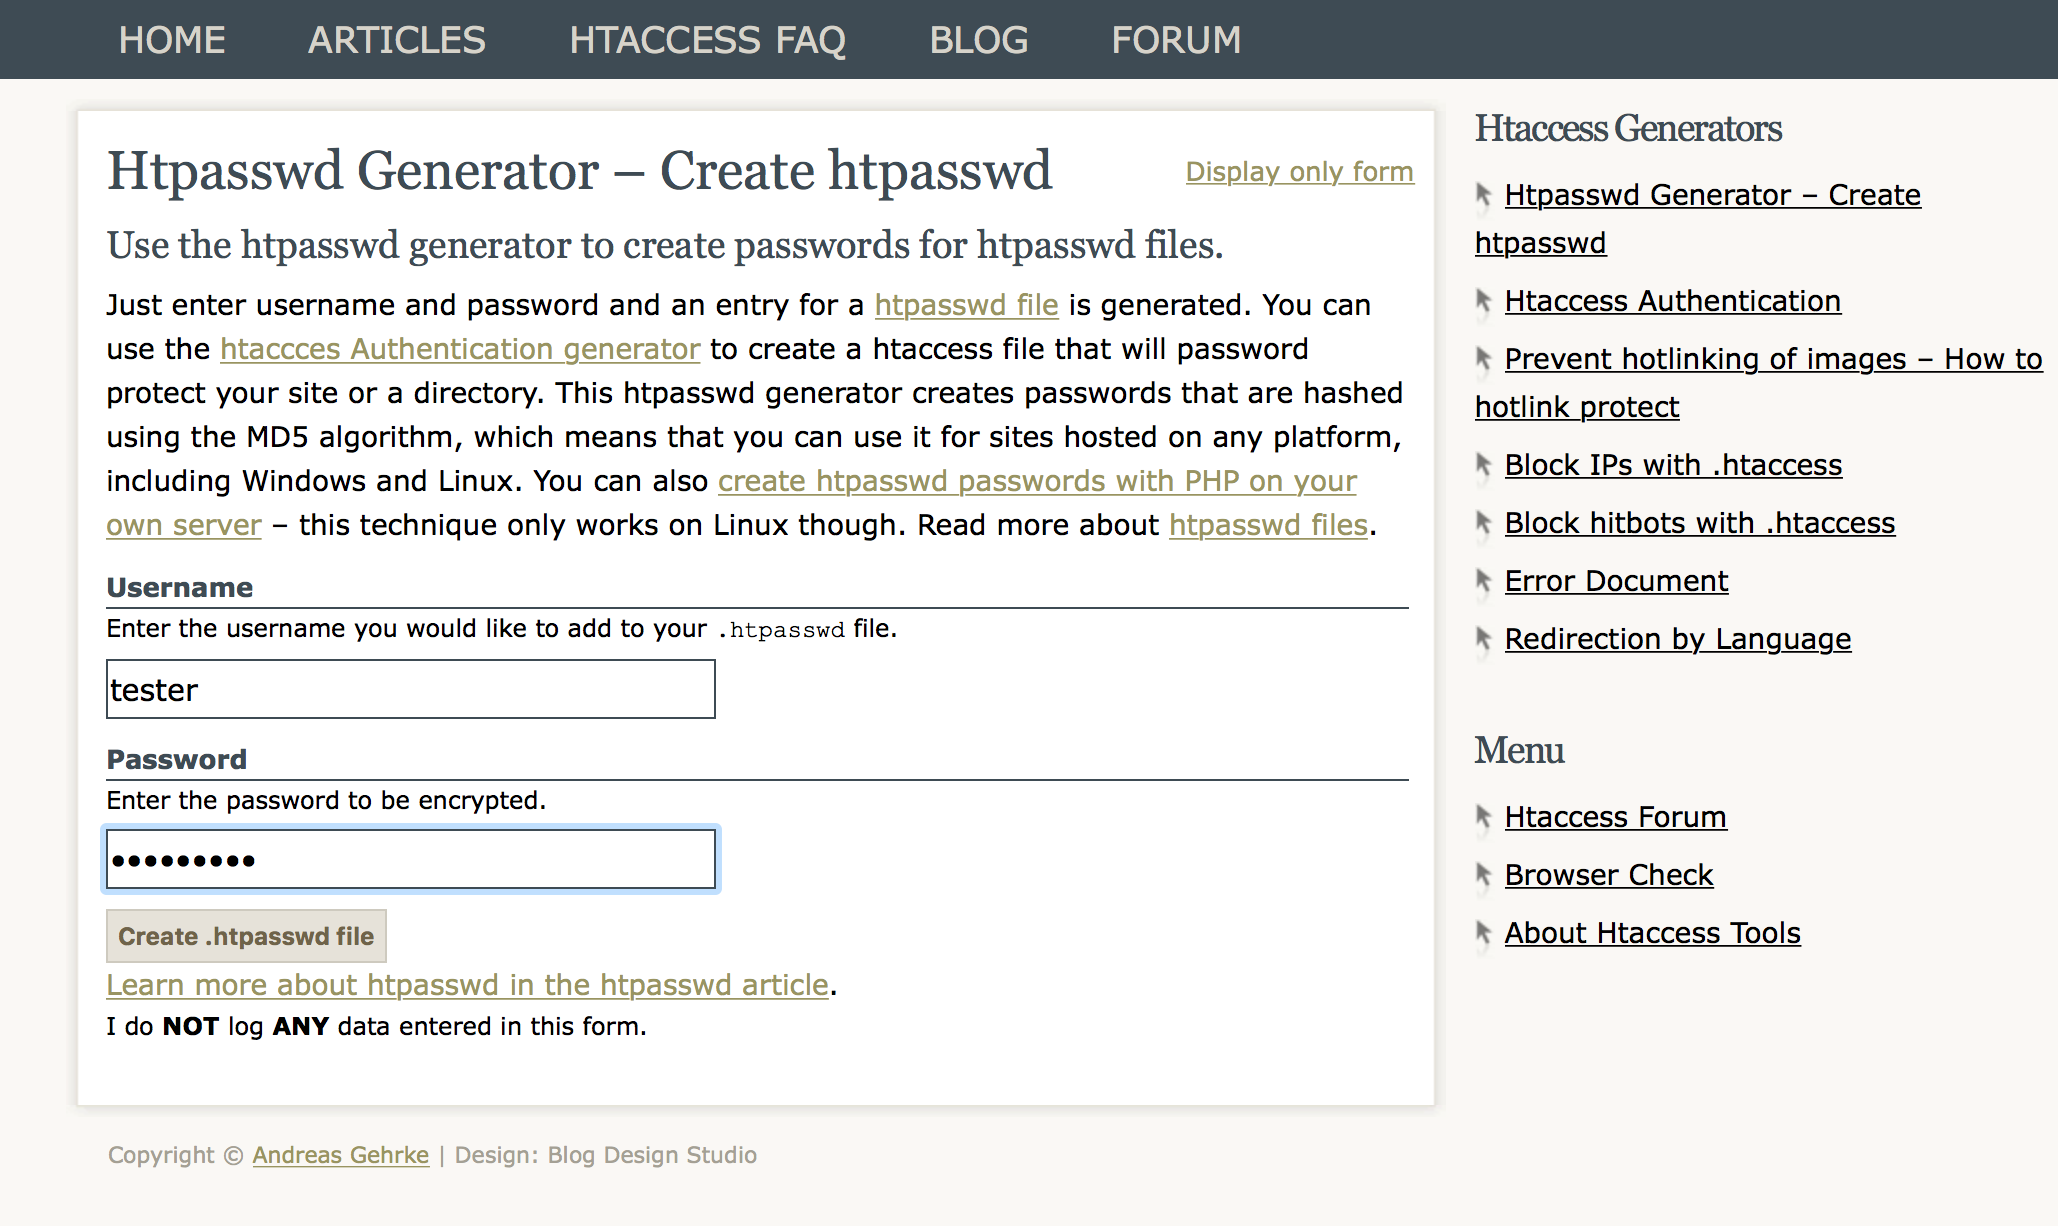 HOME ARTICLES HTACCESS FAQ BLOG FORUM
Htpasswd Generator – Create htpasswd
Display only form
Use the htpasswd generator to create passwords for htpasswd files.
Just enter username and password and an entry for a htpasswd file is generated. You can
use the htaccces Authentication generator to create a htaccess file that will password
protect your site or a directory. This htpasswd generator creates passwords that are hashed
using the MD5 algorithm, which means that you can use it for sites hosted on any platform,
including Windows and Linux. You can also create htpasswd passwords with PHP on your
own server – this technique only works on Linux though. Read more about htpasswd files.
Username
Enter the username you would like to add to your .htpasswd file.
tester
Password
Enter the password to be encrypted.
•••••••••
Create .htpasswd file
Learn more about htpasswd in the htpasswd article.
I do NOT log ANY data entered in this form.
Htaccess Generators
Htpasswd Generator – Create
htpasswd
Htaccess Authentication
Prevent hotlinking of images – How to
hotlink protect
Block IPs with .htaccess
Block hitbots with .htaccess
Error Document
Redirection by Language
Menu
Htaccess Forum
Browser Check
About Htaccess Tools
Copyright © Andreas Gehrke | Design: Blog Design Studio